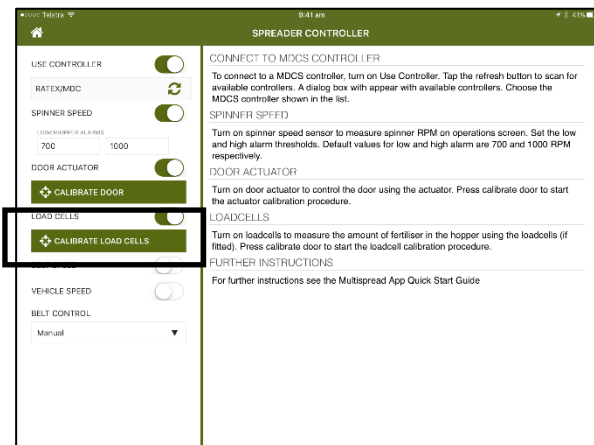 Telstra
9:41 am
41%
SPREADER CONTROLLER
USE CONTROLLER
RATEX/MDC
SPINNER SPEED
700 1000
DOOR ACTUATOR
CALIBRATE DOOR
LOAD CELLS
CALIBRATE LOAD CELLS
VEHICLE SPEED
BELT CONTROL
Manual
CONNECT TO MDCS CONTROLLER
To connect to a MDCS controller, turn on Use Controller. Tap the refresh button to scan for
available controllers. A dialog box with appear with available controllers. Choose the
MDCS controller shown in the list.
SPINNER SPEED
Turn on spinner speed sensor to measure spinner RPM on operations screen. Set the low
and high alarm thresholds. Default values for low and high alarm are 700 and 1000 RPM
respectively.
DOOR ACTUATOR
Turn on door actuator to control the door using the actuator. Press calibrate door to start
the actuator calibration procedure.
LOADCELLS
Turn on loadcells to measure the amount of fertiliser in the hopper using the loadcells (if
fitted). Press calibrate door to start the loadcell calibration procedure.
FURTHER INSTRUCTIONS
For further instructions see the Multispread App Quick Start Guide